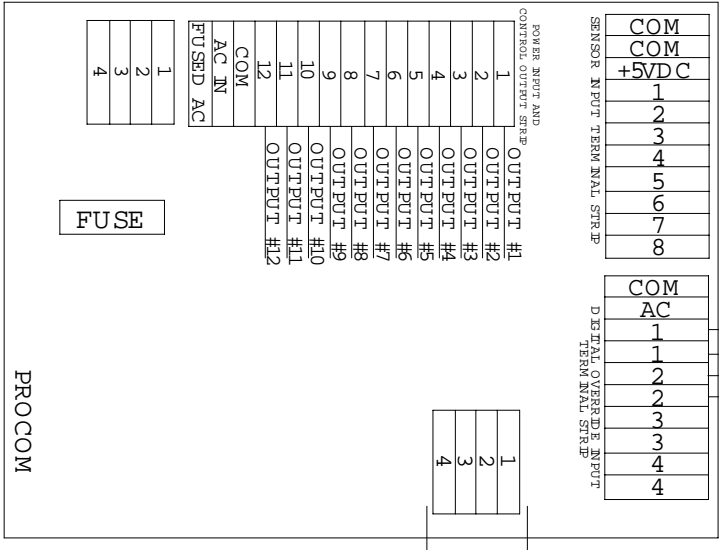 4
3
2
1
FUSED AC
AC IN
COM
12
11
10
9
8
7
6
5
4
3
2
1
POWER INPUT AND
CONTROL OUTPUT STRIP
OUTPUT #12
OUTPUT #11
OUTPUT #10
OUTPUT #9
OUTPUT #8
OUTPUT #7
OUTPUT #6
OUTPUT #5
OUTPUT #4
OUTPUT #3
OUTPUT #2
OUTPUT #1
SENSOR INPUT TERMINAL STRIP
COM
COM
+5VDC
1
2
3
4
5
6
7
8
FUSE
DIGITAL OVERRIDE INPUT
TERMINAL STRIP
COM
AC
1
1
2
2
3
3
4
4
PROCOM
4
3
2
1